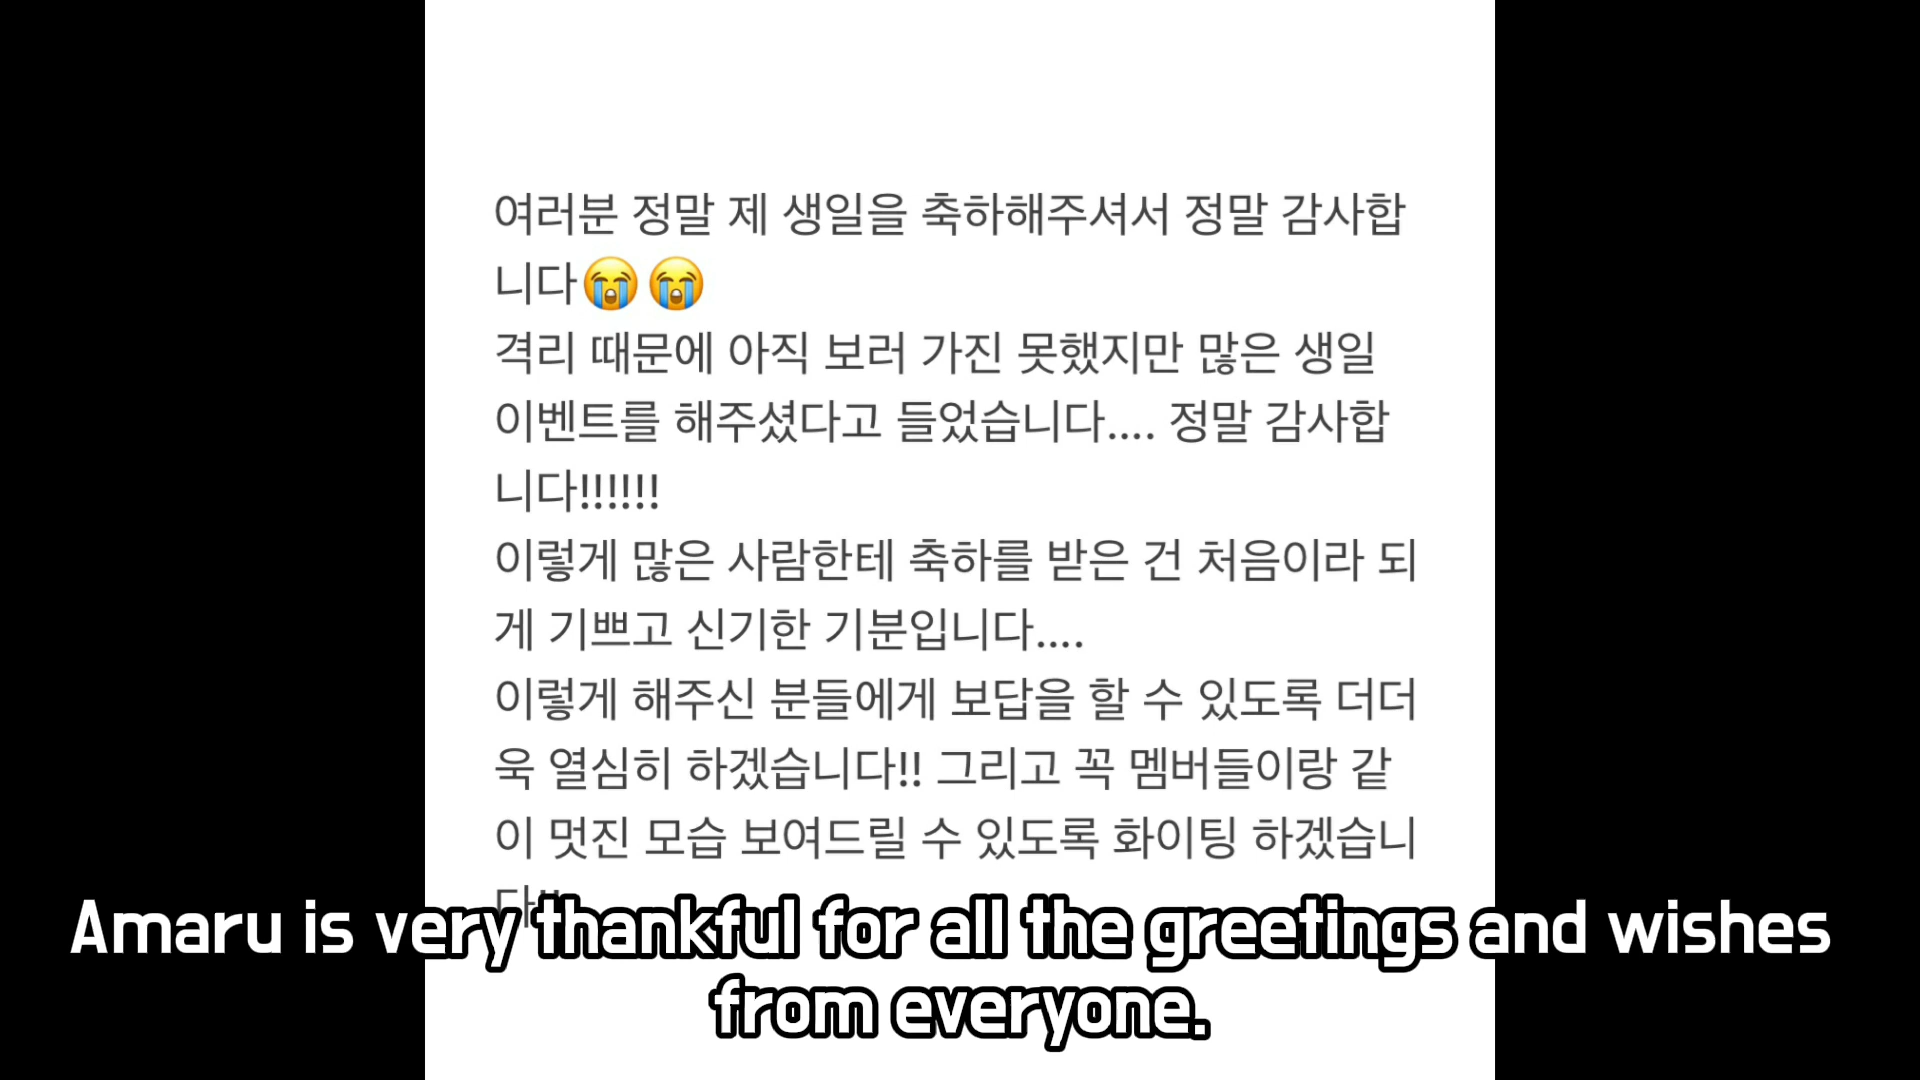 여러분 정말 제 생일을 축하해주셔서 정말 감사합
니다😭😭
격리 때문에 아직 보러 가진 못했지만 많은 생일
이벤트를 해주셨다고 들었습니다.... 정말 감사합
니다!!!!!!
이렇게 많은 사람한테 축하를 받은 건 처음이라 되
게 기쁘고 신기한 기분입니다....
이렇게 해주신 분들에게 보답을 할 수 있도록 더더
욱 열심히 하겠습니다!! 그리고 꼭 멤버들이랑 같
이 멋진 모습 보여드릴 수 있도록 화이팅 하겠습니
다!!
Amaru is very thankful for all the greetings and wishes
from everyone.